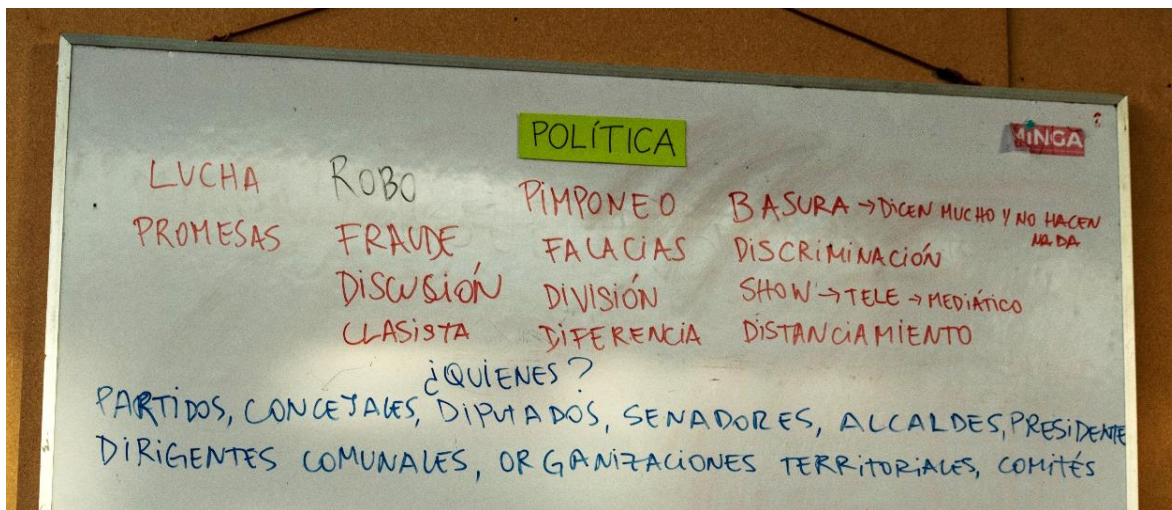 POLÍTICA
MINGA
LUCHA ROBO PIMPONEO BASURA → DICEN MUCHO Y NO HACEN
NADA
PROMESAS FRAUDE FALACIAS DISCRIMINACIÓN
DISCUSIÓN DIVISIÓN SHOW → TELE → MEDIÁTICO
CLASISTA DIFERENCIA DISTANCIAMIENTO
¿QUIENES?
PARTIDOS, CONCEJALES, DIPUTADOS, SENADORES, ALCALDES, PRESIDENTE
DIRIGENTES COMUNALES, ORGANIZACIONES TERRITORIALES, COMITÉS